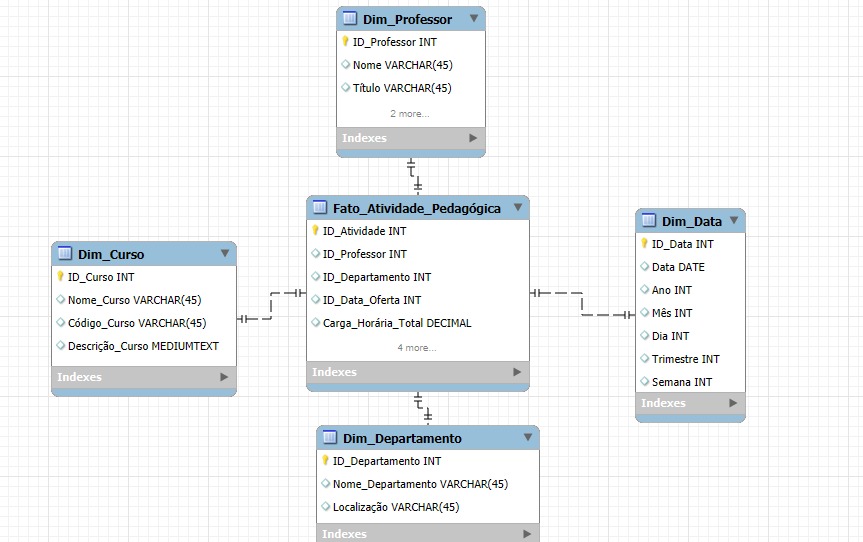 Dim_Professor
ID_Professor INT
Nome VARCHAR(45)
Título VARCHAR(45)
2 more...
Indexes
Fato_Atividade_Pedagógica
ID_Atividade INT
ID_Professor INT
ID_Departamento INT
ID_Data_Oferta INT
Carga_Horária_Total DECIMAL
4 more...
Indexes
Dim_Curso
ID_Curso INT
Nome_Curso VARCHAR(45)
Código_Curso VARCHAR(45)
Descrição_Curso MEDIUMTEXT
Indexes
Dim_Data
ID_Data INT
Data DATE
Ano INT
Mês INT
Dia INT
Trimestre INT
Semana INT
Indexes
Dim_Departamento
ID_Departamento INT
Nome_Departamento VARCHAR(45)
Localização VARCHAR(45)
Indexes